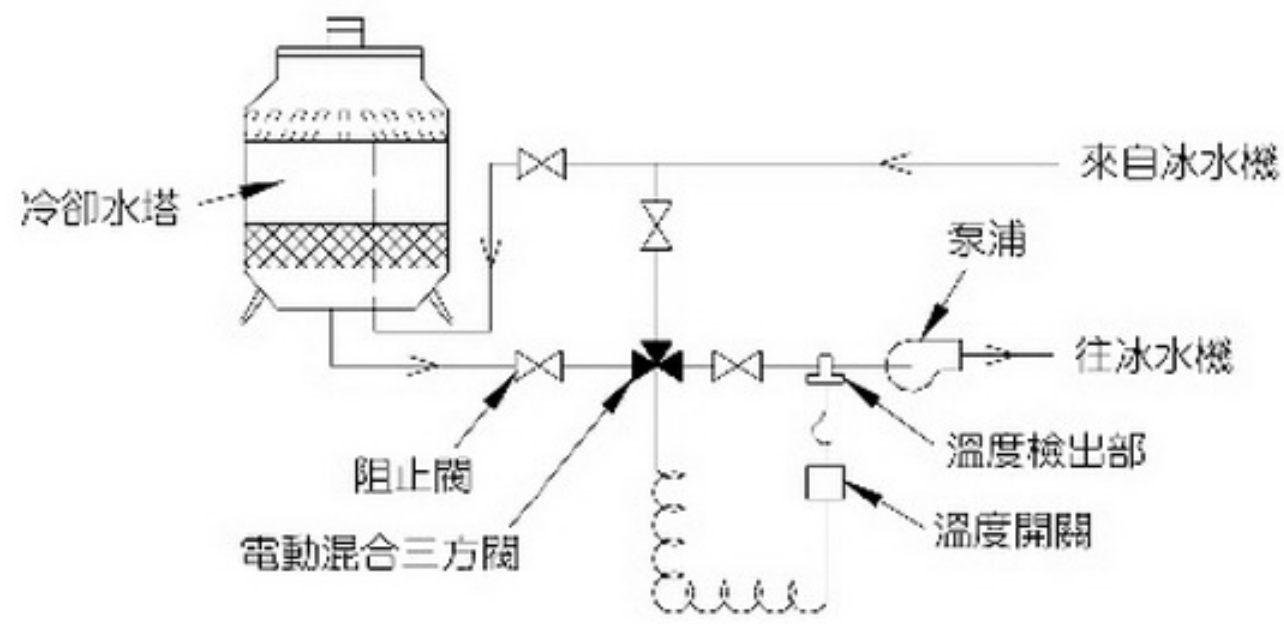 來自冰水機
冷卻水塔
泵浦
往冰水機
溫度檢出部
阻止閥
溫度開關
電動混合三方閥